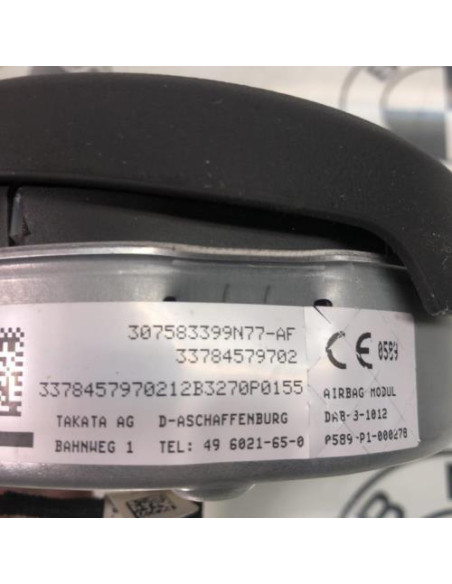 307583399N77-AF
33784579702
3378457970212B3270P0155
TAKATA AG D-ASCHAFFENBURG
BAHNWEG 1 TEL: 49 6021-65-0
CE 0589
AIRBAG MODUL
DAB-3-1012
P589-P1-000278